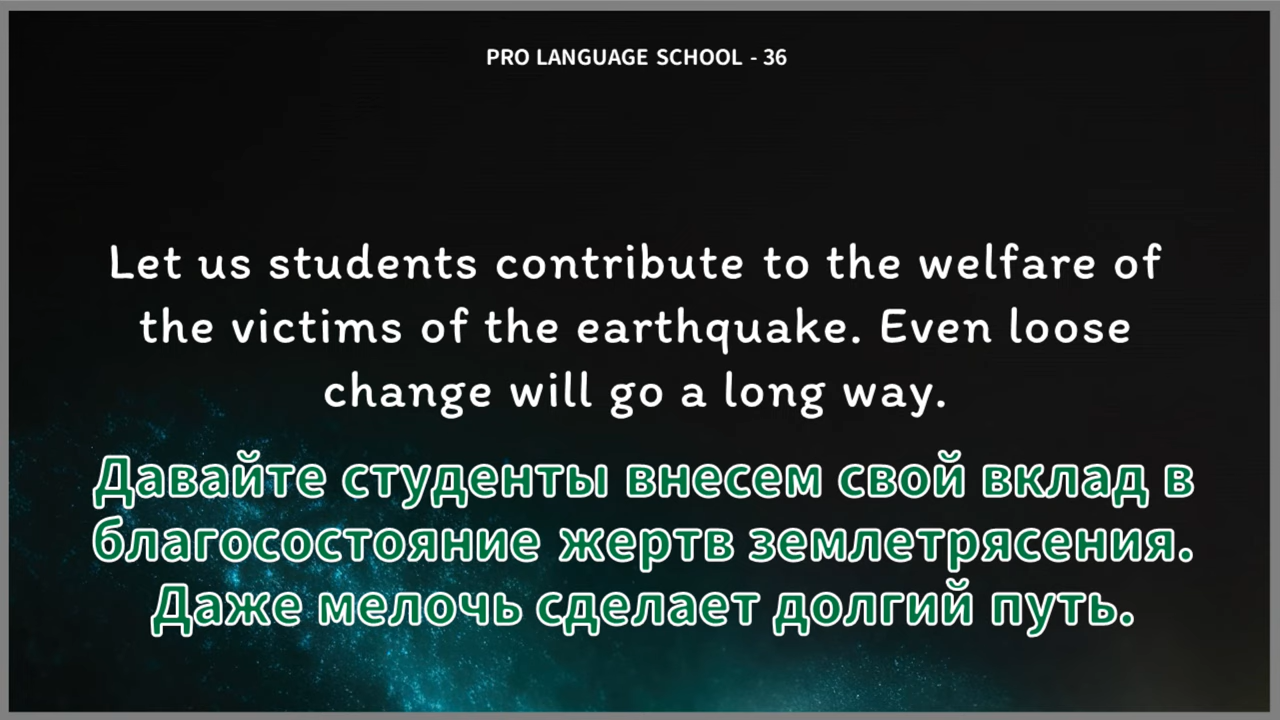 PRO LANGUAGE SCHOOL - 36
Let us students contribute to the welfare of
the victims of the earthquake. Even loose
change will go a long way.
Давайте студенты внесем свой вклад в
благосостояние жертв землетрясения.
Даже мелочь сделает долгий путь.